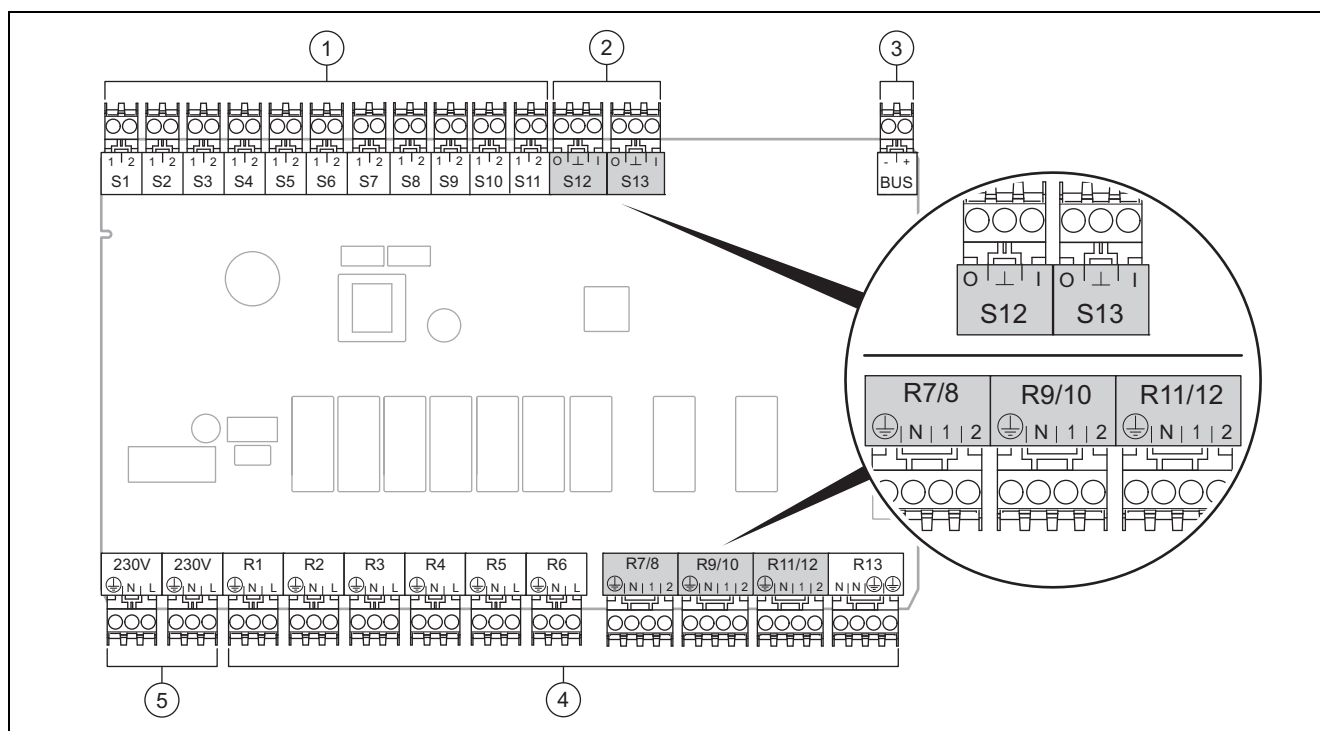 1 2 3
1 2 1 2 1 2 1 2 1 2 1 2 1 2 1 2 1 2 1 2 1 2 O ⊥ I O ⊥ I - +
S1 S2 S3 S4 S5 S6 S7 S8 S9 S10 S11 S12 S13 BUS
O ⊥ I O ⊥ I
S12 S13
R7/8 R9/10 R11/12
N 1 2 N 1 2 N 1 2
230V 230V R1 R2 R3 R4 R5 R6 R7/8 R9/10 R11/12 R13
N L N L N L N L N L N L N L N L N 1 2 N 1 2 N 1 2 N N
5 4